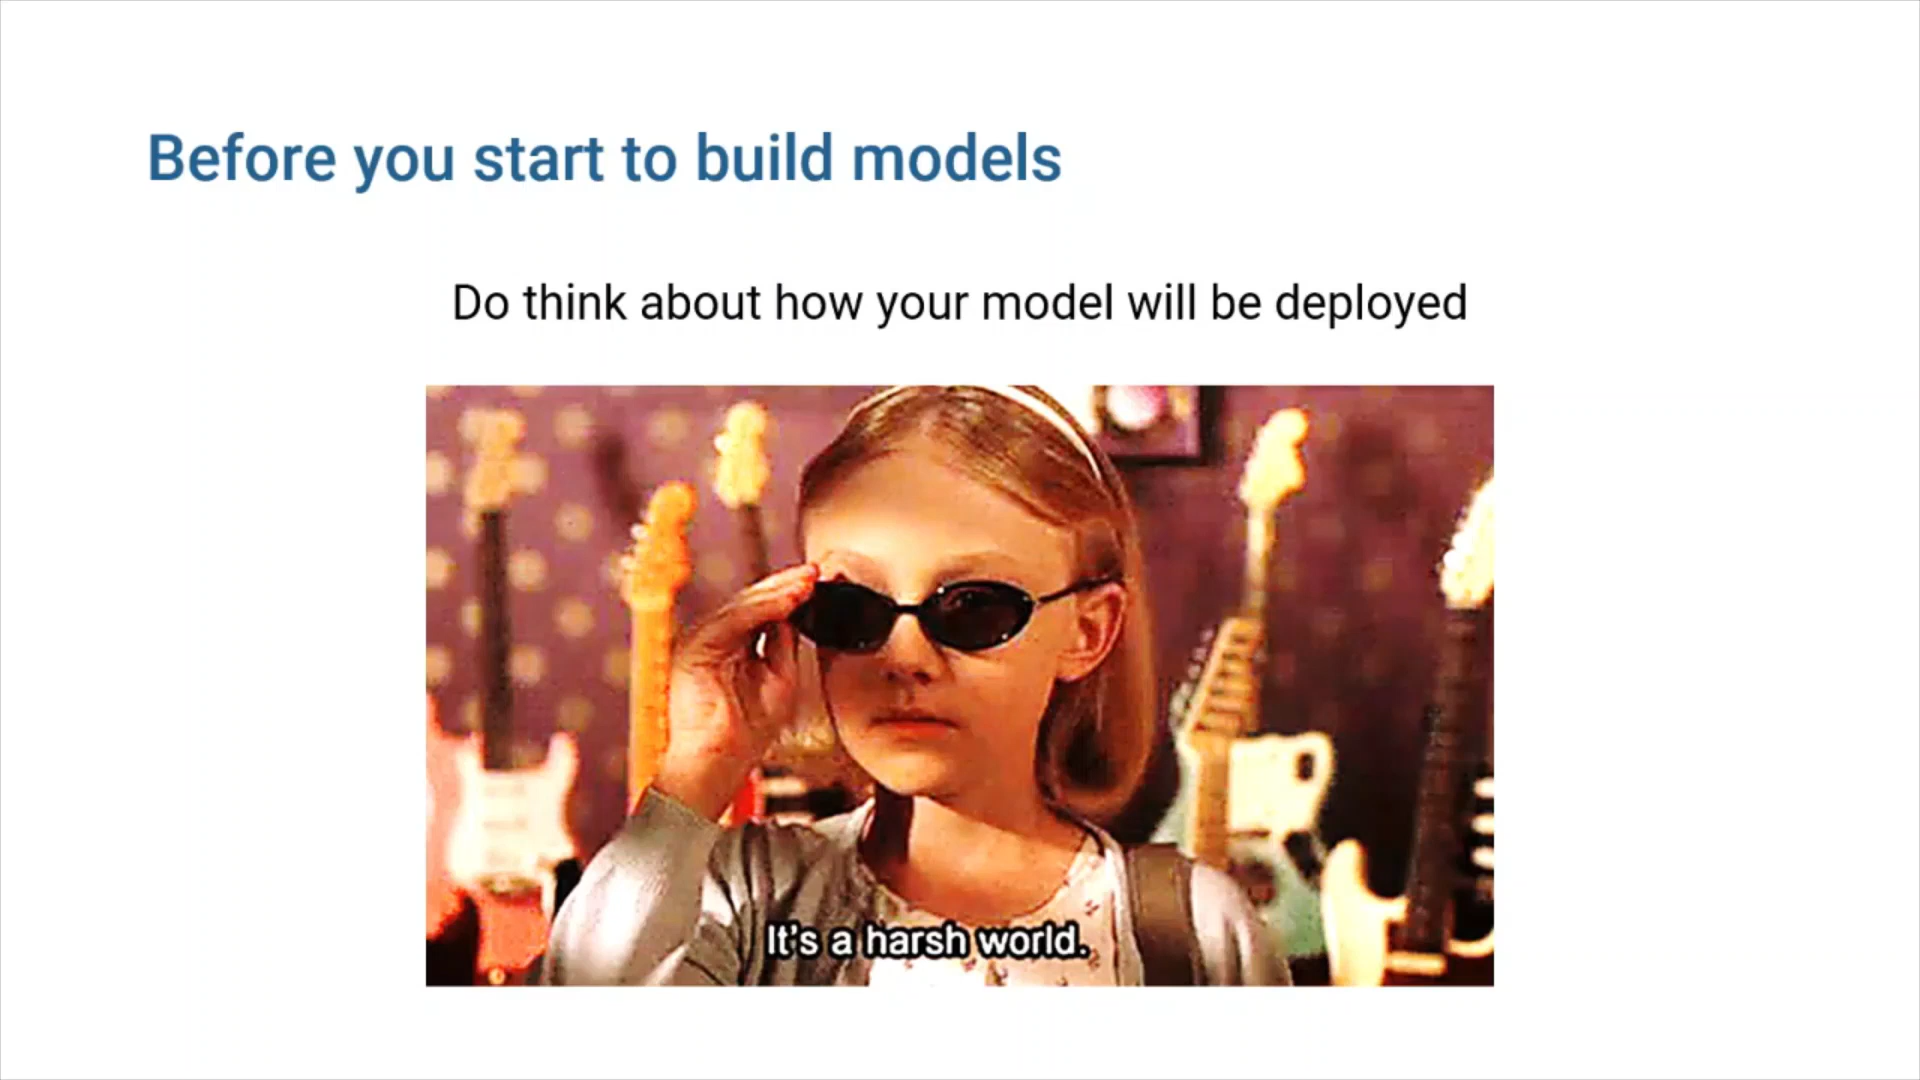 Before you start to build models
Do think about how your model will be deployed
It's a harsh world.